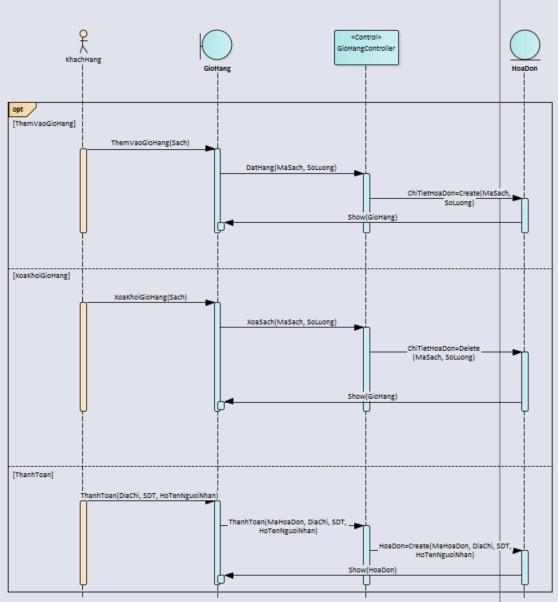 «Control»
GioHangController
KhachHang
GioHang
HoaDon
opt
[ThemVaoGioHang]
ThemVaoGioHang(Sach)
DatHang(MaSach, SoLuong)
ChiTietHoaDon=Create(MaSach,
SoLuong)
Show(GioHang)
[XoaKhoiGioHang]
XoaKhoiGioHang(Sach)
XoaSach(MaSach, SoLuong)
ChiTietHoaDon=Delete
(MaSach, SoLuong)
Show(GioHang)
[ThanhToan]
ThanhToan(DiaChi, SDT, HoTenNguoiNhan)
ThanhToan(MaHoaDon, DiaChi, SDT,
HoTenNguoiNhan)
HoaDon=Create(MaHoaDon, DiaChi, SDT,
HoTenNguoiNhan)
Show(HoaDon)